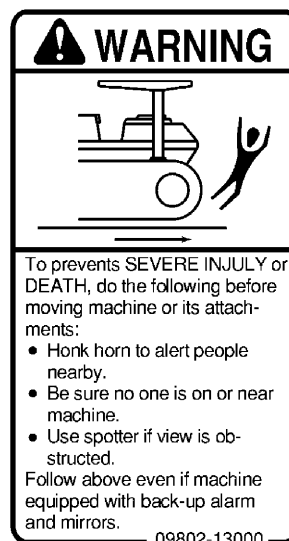 WARNING
To prevents SEVERE INJULY or
DEATH, do the following before
moving machine or its attach-
ments:
• Honk horn to alert people
nearby.
• Be sure no one is on or near
machine.
• Use spotter if view is ob-
structed.
Follow above even if machine
equipped with back-up alarm
and mirrors.
09802-13000